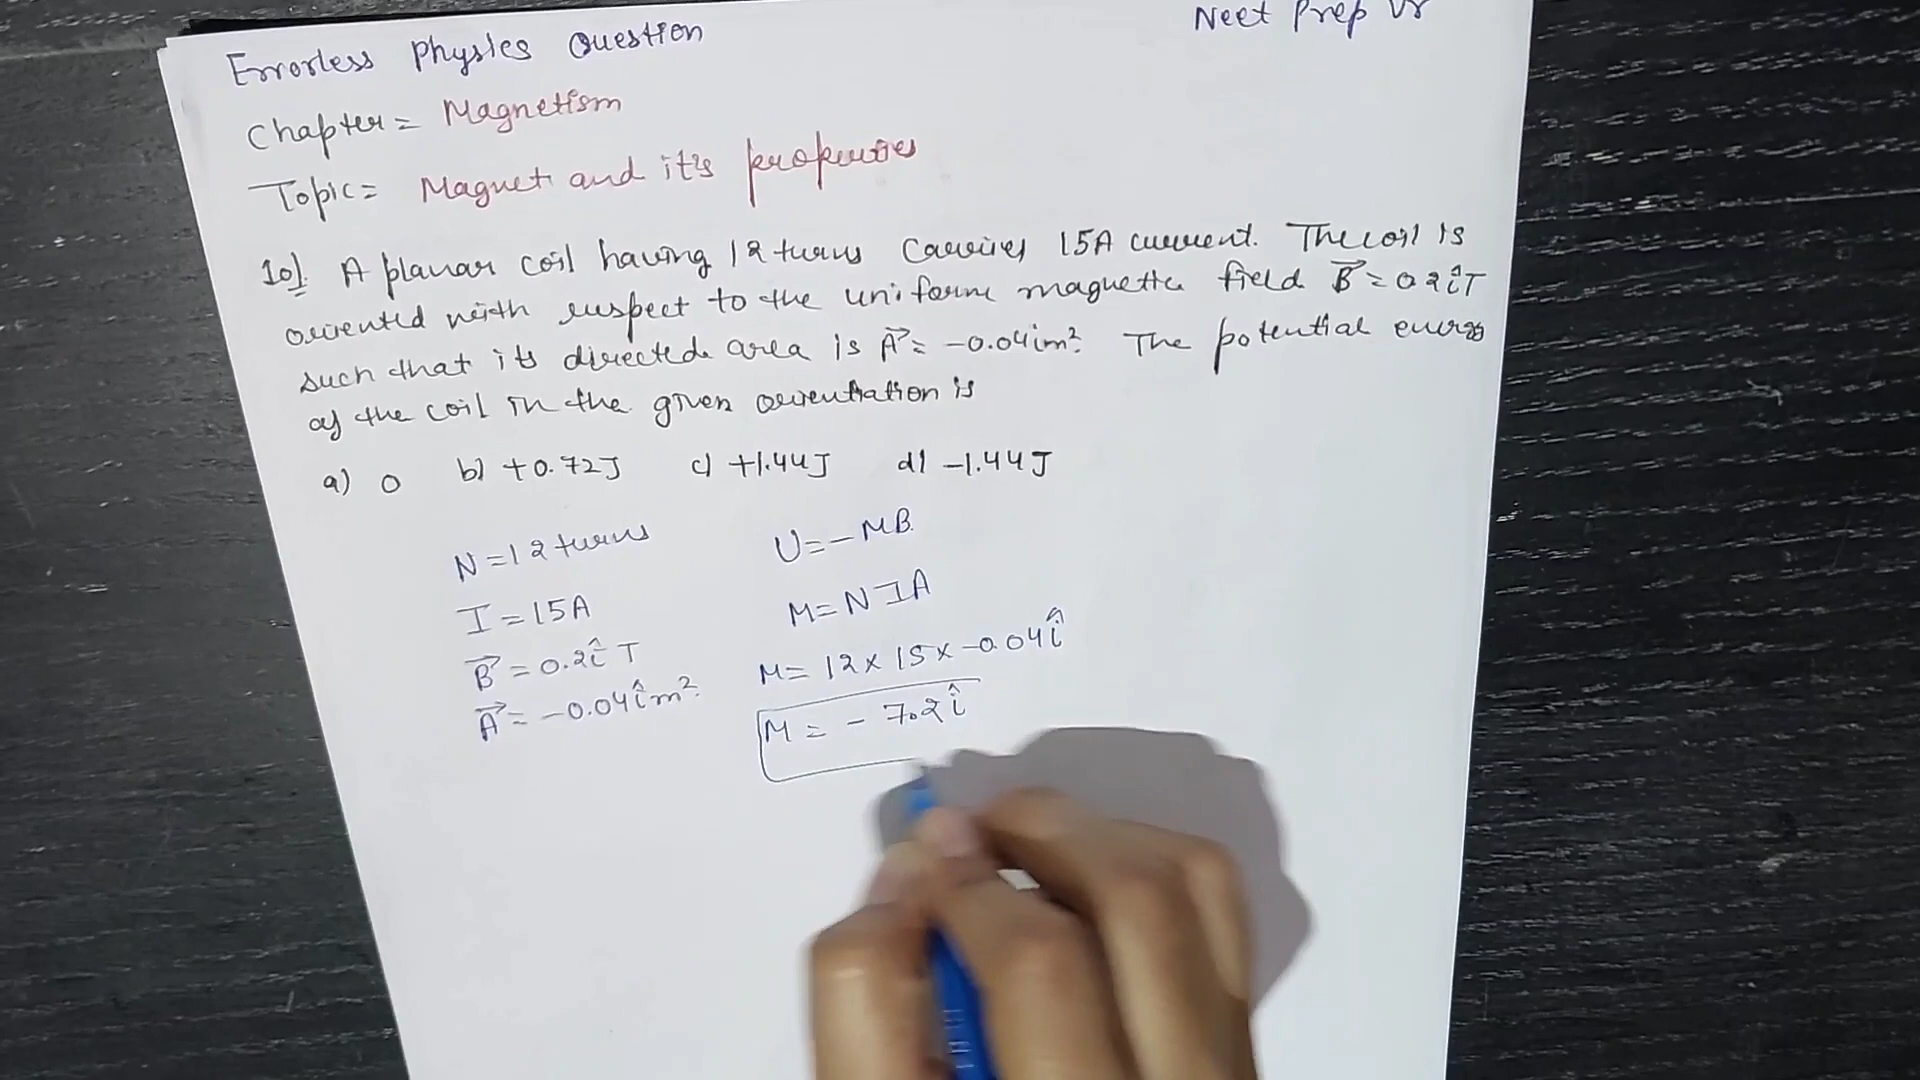 Errorless Physics Question
Neet Prep Vr
Chapter = Magnetism
Topic = Magnet and it's properties
10). A planar coil having 12 turns carries 15A current. The coil is
oriented with respect to the uniform magnetic field B⃗ = 0.2îT
such that its directed area is A⃗ = -0.04îm². The potential energy
of the coil in the given orientation is
a) 0 b) +0.72J c) +1.44J d) -1.44J
N = 12 turns
I = 15A
B⃗ = 0.2î T
A⃗ = -0.04îm².
U = -MB
M = NIA
M = 12 × 15 × -0.04î
M = - 7.2î